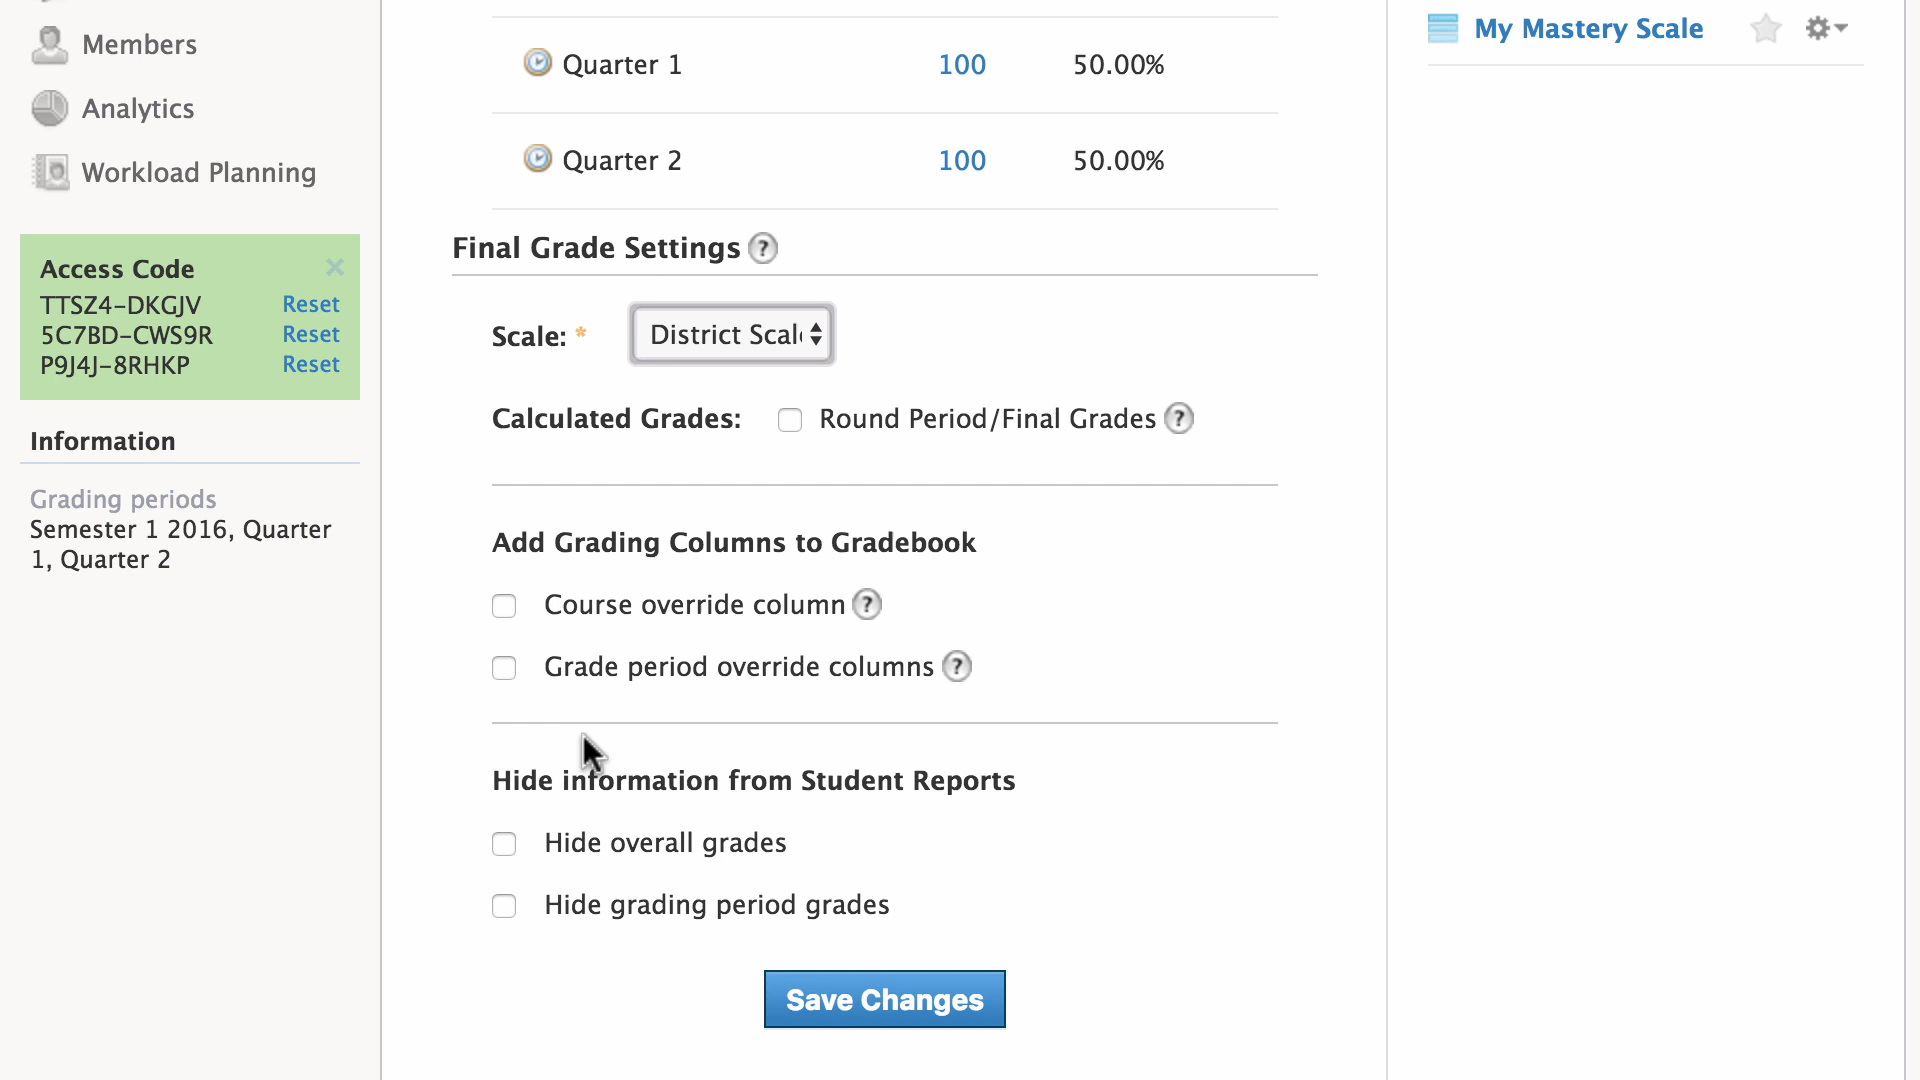 Members
Analytics
Workload Planning
Access Code
TTSZ4-DKGJV Reset
5C7BD-CWS9R Reset
P9J4J-8RHKP Reset
Information
Grading periods
Semester 1 2016, Quarter
1, Quarter 2
Quarter 1 100 50.00%
Quarter 2 100 50.00%
Final Grade Settings ?
Scale: * District Scal
Calculated Grades: Round Period/Final Grades ?
Add Grading Columns to Gradebook
Course override column ?
Grade period override columns ?
Hide information from Student Reports
Hide overall grades
Hide grading period grades
Save Changes
My Mastery Scale